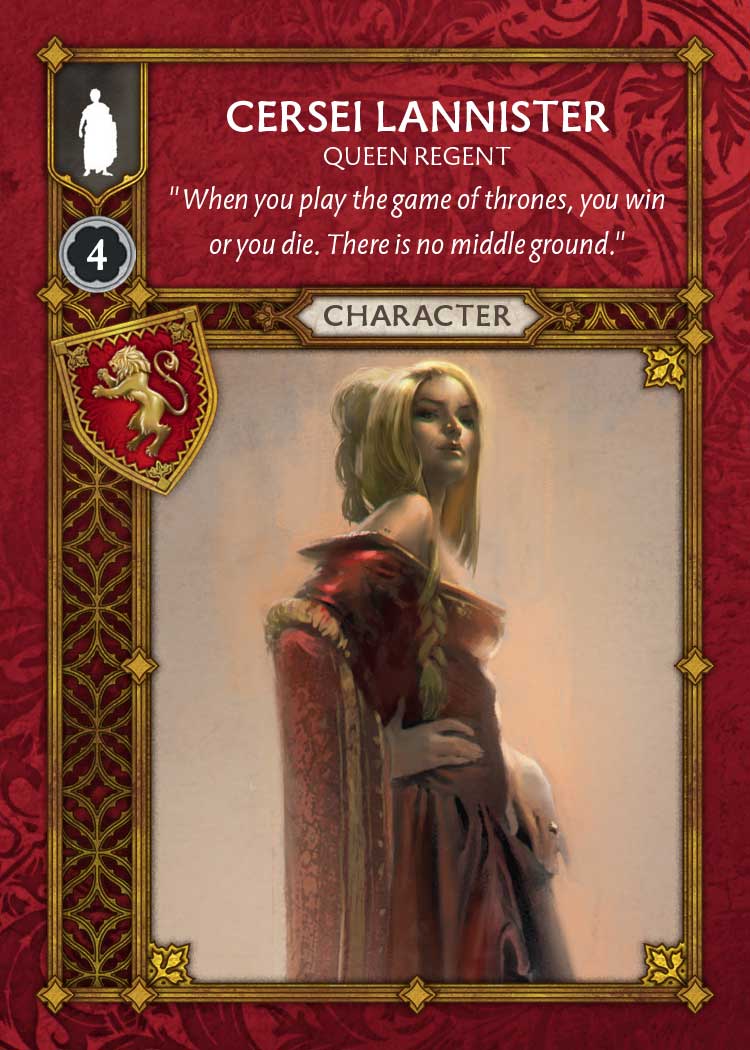 CERSEI LANNISTER
QUEEN REGENT
"When you play the game of thrones, you win
or you die. There is no middle ground."
4
CHARACTER